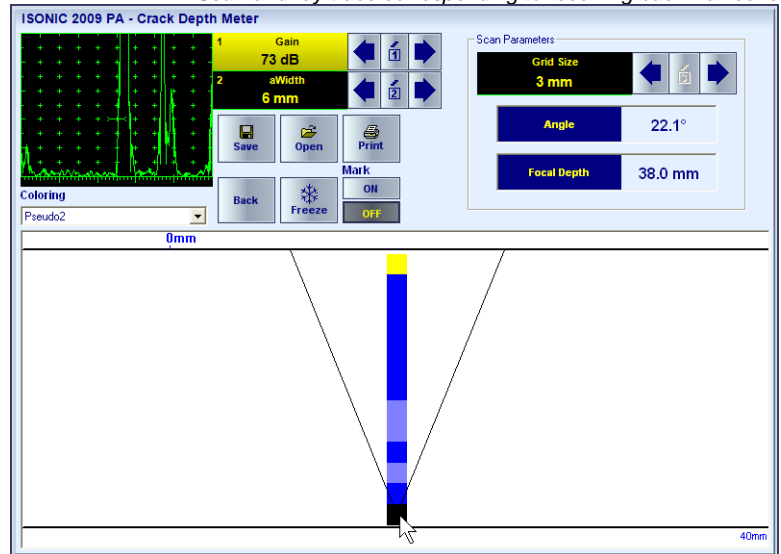 ISONIC 2009 PA - Crack Depth Meter
1 Gain
73 dB
1
2 aWidth
6 mm
2
Save
Open
Print
Mark
ON
Back
Freeze
OFF
Coloring
Pseudo2
Scan Parameters
Grid Size
3 mm
Angle 22.1°
Focal Depth 38.0 mm
0mm
40mm